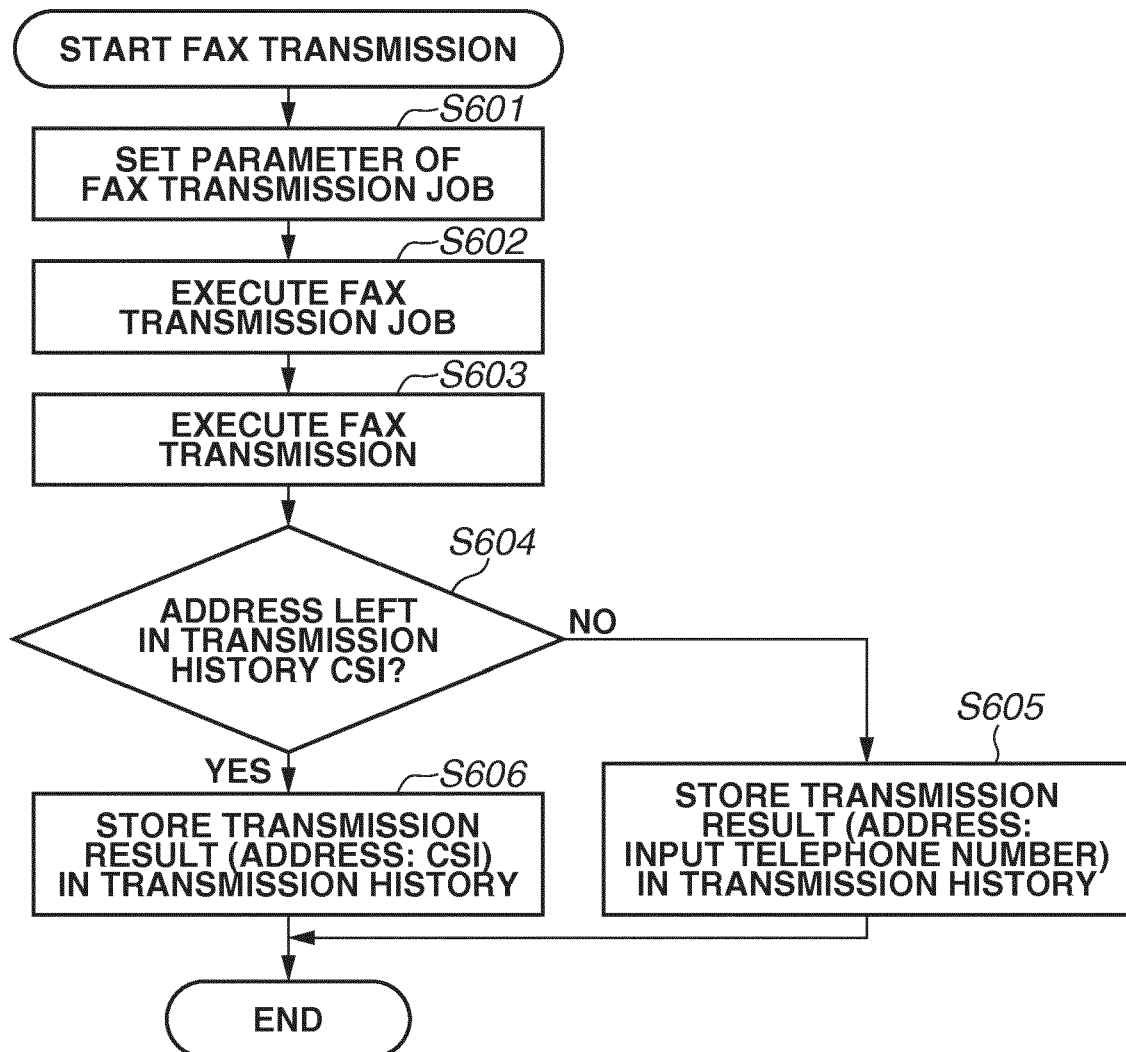 START FAX TRANSMISSION
S601
SET PARAMETER OF
FAX TRANSMISSION JOB
S602
EXECUTE FAX
TRANSMISSION JOB
S603
EXECUTE FAX
TRANSMISSION
S604
ADDRESS LEFT
IN TRANSMISSION
HISTORY CSI?
NO
YES
S606
STORE TRANSMISSION
RESULT (ADDRESS: CSI)
IN TRANSMISSION HISTORY
S605
STORE TRANSMISSION
RESULT (ADDRESS:
INPUT TELEPHONE NUMBER)
IN TRANSMISSION HISTORY
END